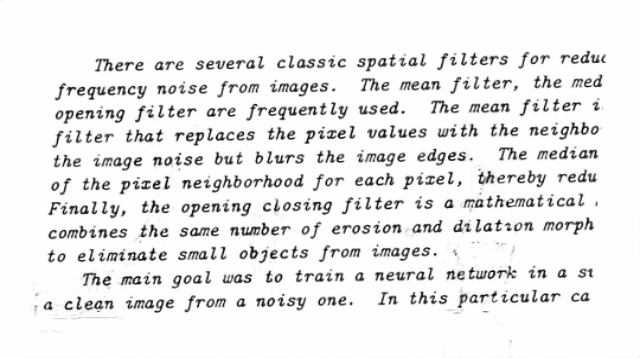 There are several classic spatial filters for
frequency noise from images. The mean filter, the med
opening filter are frequently used. The mean filter
filter that replaces the pixel values with the neighbo
the image noise but blurs the image edges. The median
of the pixel neighborhood for each pixel, thereby redu
Finally, the opening closing filter is a mathematical
combines the same number of erosion and dilation morph
to eliminate small objects from images.
The main goal was to train a neural network in a
a clean image from a noisy one. In this particular ca